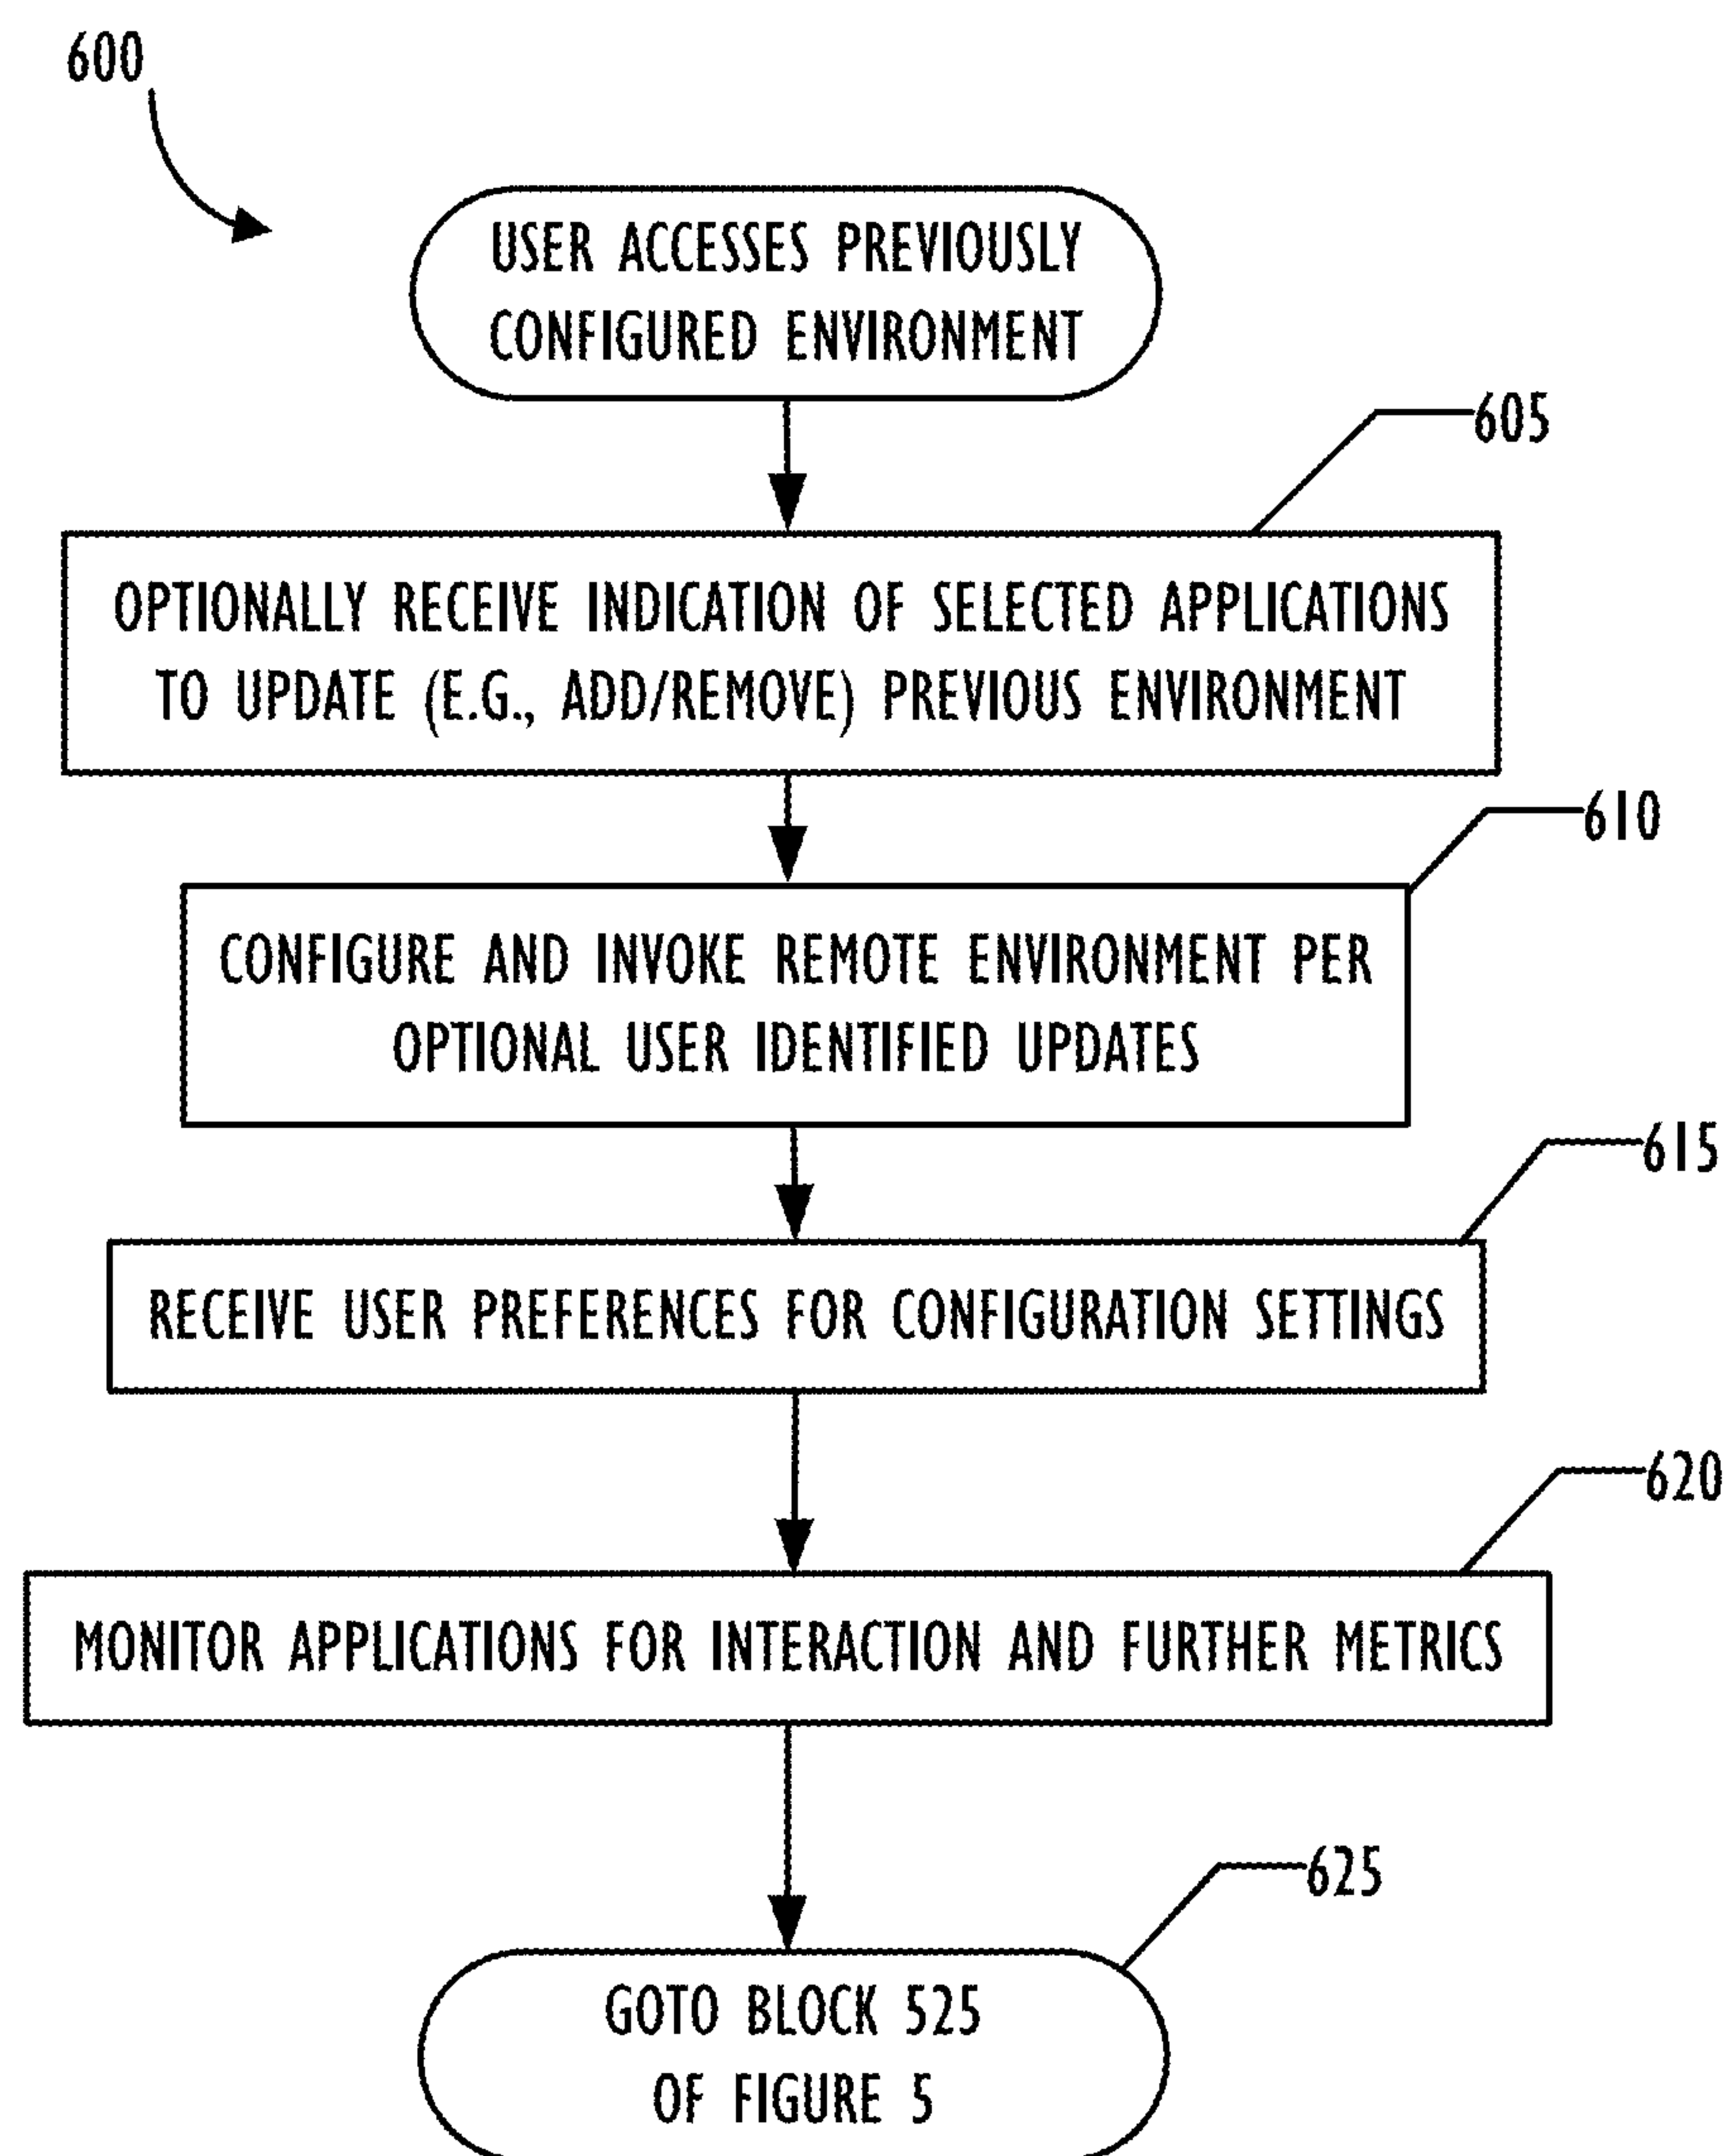 600
USER ACCESSES PREVIOUSLY
CONFIGURED ENVIRONMENT
605
OPTIONALLY RECEIVE INDICATION OF SELECTED APPLICATIONS
TO UPDATE (E.G., ADD/REMOVE) PREVIOUS ENVIRONMENT
610
CONFIGURE AND INVOKE REMOTE ENVIRONMENT PER
OPTIONAL USER IDENTIFIED UPDATES
615
RECEIVE USER PREFERENCES FOR CONFIGURATION SETTINGS
620
MONITOR APPLICATIONS FOR INTERACTION AND FURTHER METRICS
625
GOTO BLOCK 525
OF FIGURE 5